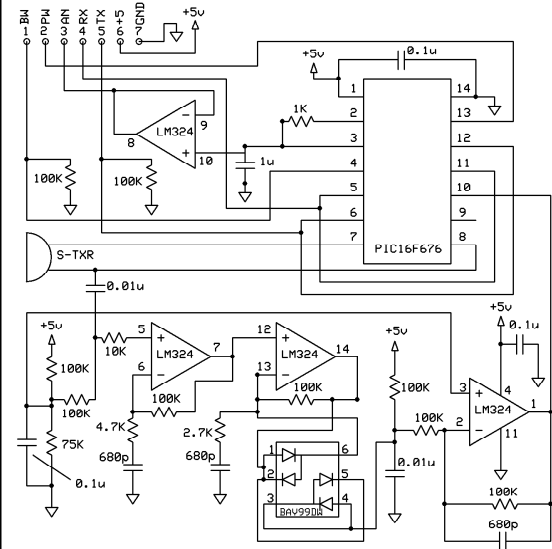 BW PW AN RX TX +5 GND
1 2 3 4 5 6 7
+5v
+5v
0.1u
1 14
LM324 9
8
10
1K
2 13
3 12
1u
4 11
100K 100K
5 10
6 9
7 8
PIC16F676
S-TXR
0.01u
+5v
10K
5 7
LM324
6
12 14
LM324
13
+5v
+5v
0.1u
100K
100K
100K
100K
100K
100K
3 4
LM324 1
2
11
75K
4.7K
2.7K
680p
680p
0.1u
1 6
2 5
3 4
BAV99DW
0.01u
100K
680p